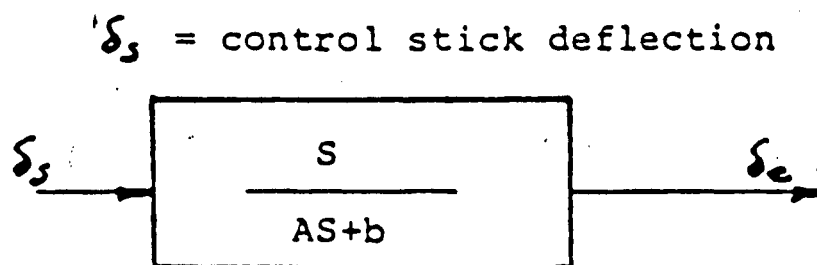 δs = control stick deflection
δs
S
AS+b
δe